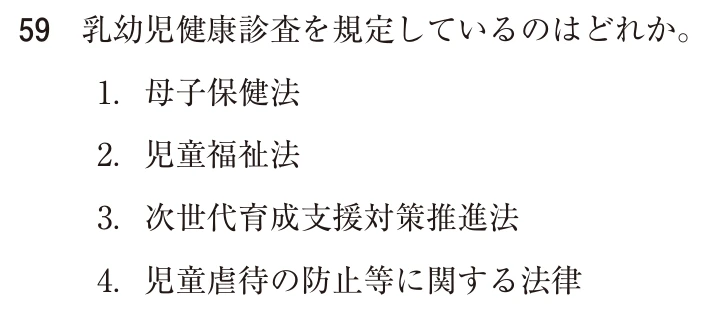 59 乳幼児健康診査を規定しているのはどれか。
1. 母子保健法
2. 児童福祉法
3. 次世代育成支援対策推進法
4. 児童虐待の防止等に関する法律